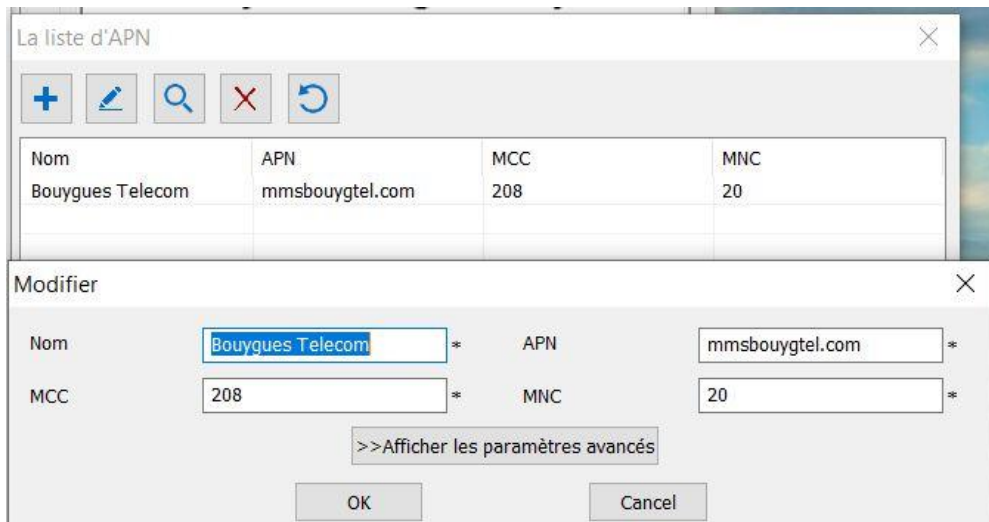 La liste d'APN
Nom APN MCC MNC
Bouygues Telecom mmsbouygtel.com 208 20
Modifier
Nom Bouygues Telecom * APN mmsbouygtel.com *
MCC 208 * MNC 20 *
>>Afficher les paramètres avancés
OK Cancel